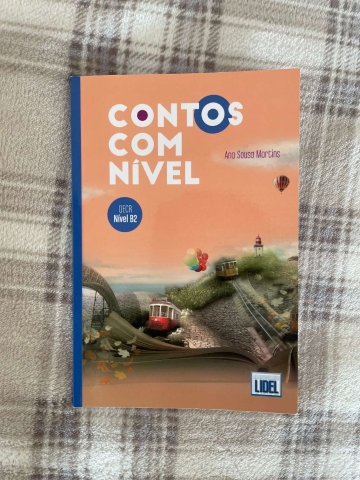 CONTOS
COM
NÍVEL
Ana Sousa Martins
QECR
Nível B2
LIDEL